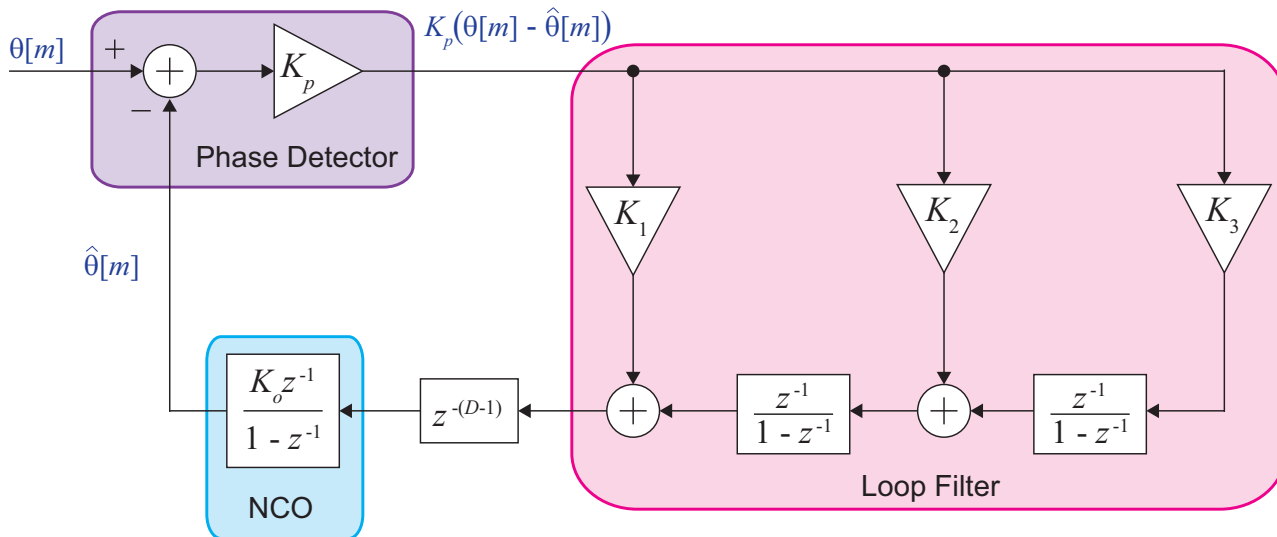 θ[m]
+
−
+
K_p
K_p(θ[m] - θ̂[m])
Phase Detector
K_1
K_2
K_3
θ̂[m]
K_o z^{-1}
1 - z^{-1}
z^{-(D-1)}
+
z^{-1}
1 - z^{-1}
+
z^{-1}
1 - z^{-1}
NCO
Loop Filter